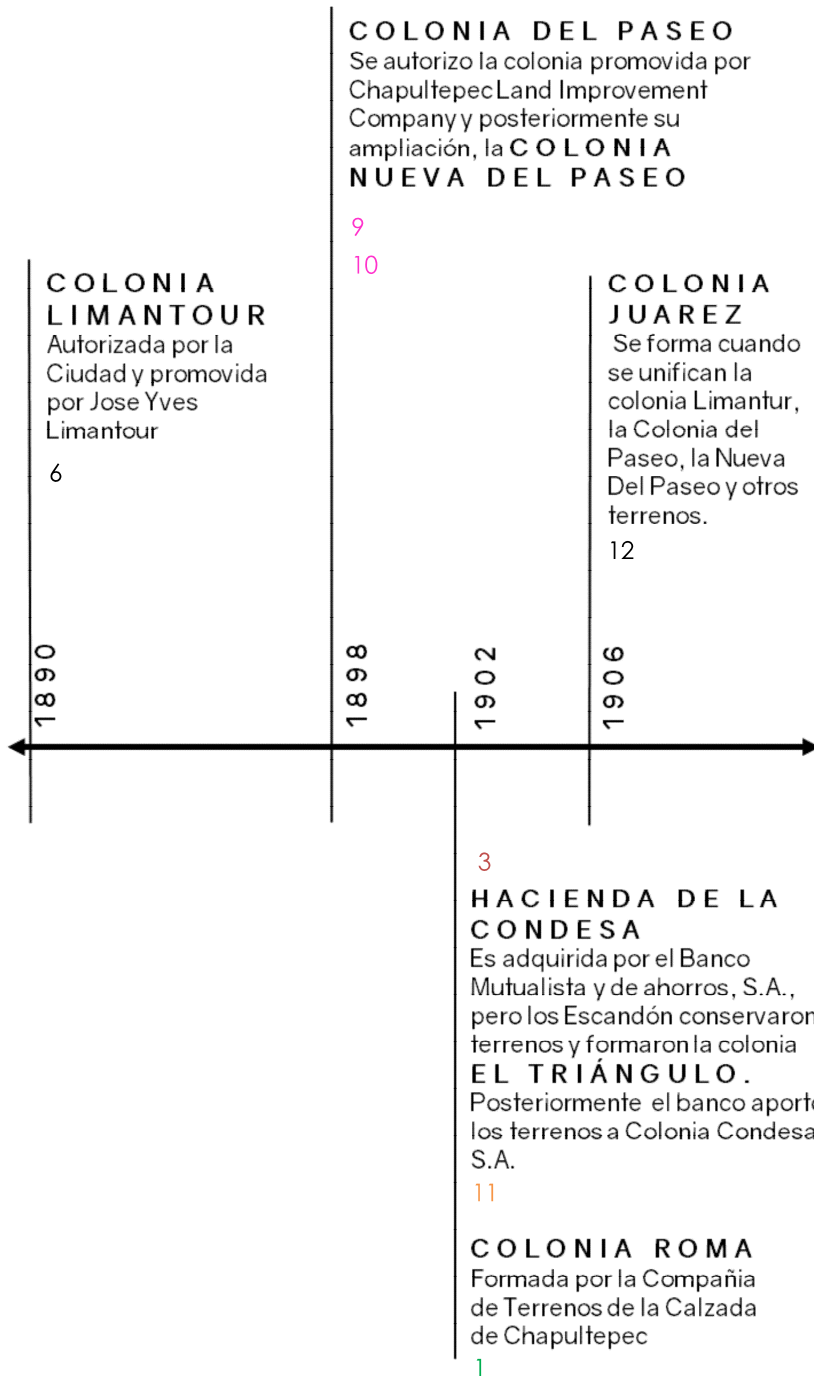 COLONIA DEL PASEO
Se autorizo la colonia promovida por
Chapultepec Land Improvement
Company y posteriormente su
ampliación, la COLONIA
NUEVA DEL PASEO
9
10
COLONIA
LIMANTOUR
Autorizada por la
Ciudad y promovida
por Jose Yves
Limantour
6
COLONIA
JUAREZ
Se forma cuando
se unifican la
colonia Limantur,
la Colonia del
Paseo, la Nueva
Del Paseo y otros
terrenos.
12
1890
1898
1902
1906
3
HACIENDA DE LA
CONDESA
Es adquirida por el Banco
Mutualista y de ahorros, S.A.,
pero los Escandón conservaron
terrenos y formaron la colonia
EL TRIÁNGULO.
Posteriormente el banco aportó
los terrenos a Colonia Condesa
S.A.
11
COLONIA ROMA
Formada por la Compañia
de Terrenos de la Calzada
de Chapultepec
1